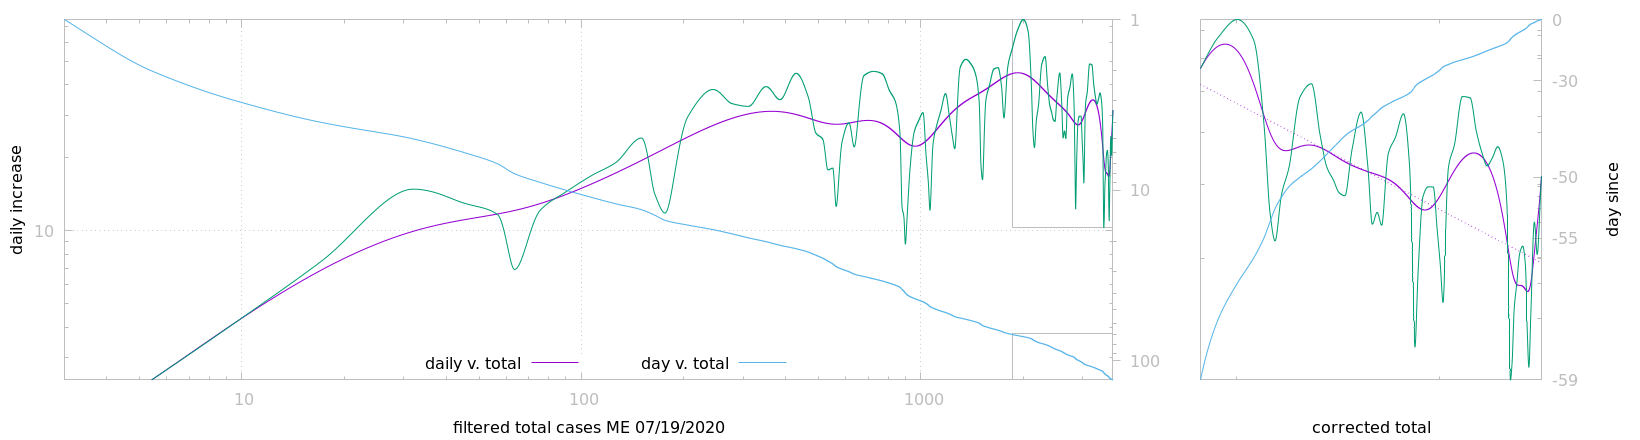 1
0
-30
daily increase
10
10
-50
day since
-55
daily v. total
day v. total
100
-59
10
100
1000
filtered total cases ME 07/19/2020
corrected total